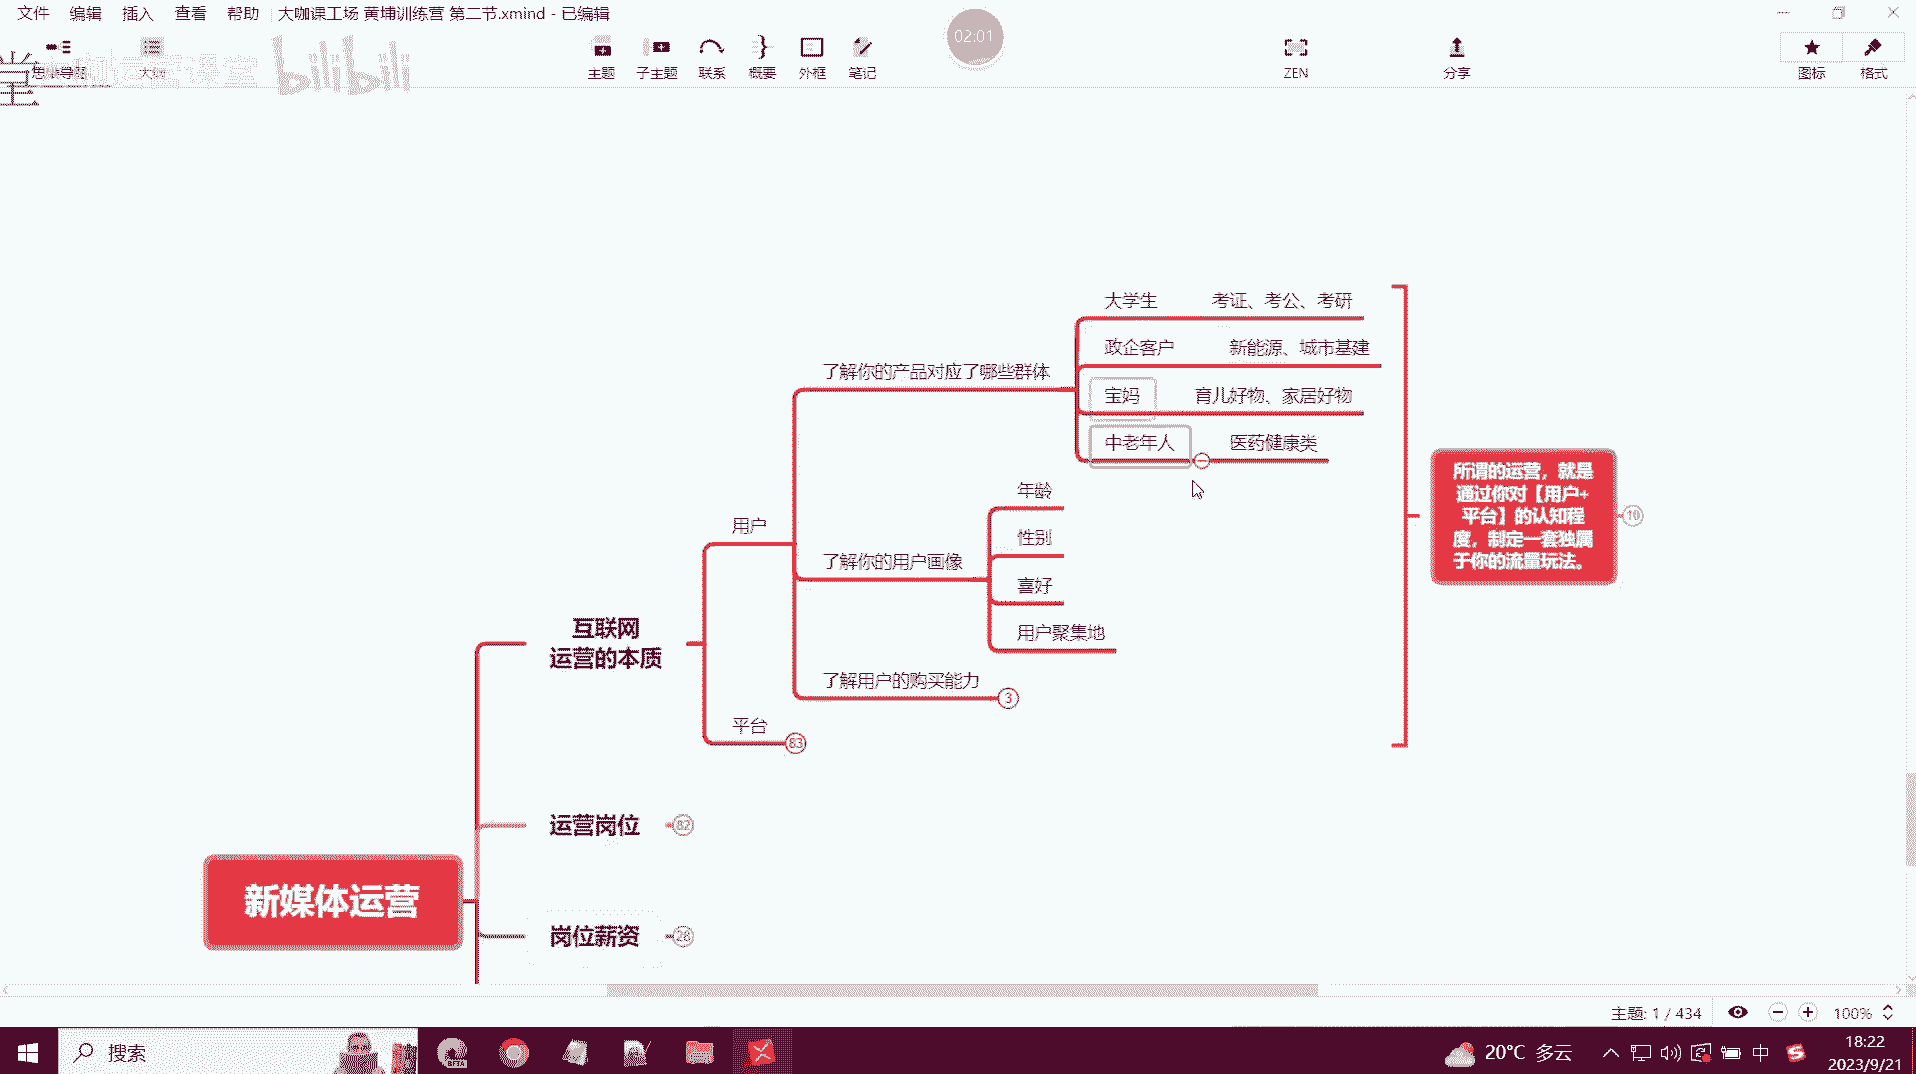 文件 编辑 插入 查看 帮助 大咖课工场 黄埔训练营 第二节.xmind - 已编辑
02:01
bilibili
思维导图 大纲 主题 子主题 联系 概要 外框 笔记 ZEN 分享 图标 格式
大学生 考证、考公、考研
政企客户 新能源、城市基建
了解你的产品对应了哪些群体
宝妈 育儿好物、家居好物
中老年人 医药健康类
所谓的运营，就是
通过你对【用户+
平台】的认知程
度，制定一套独属
于你的流量玩法。
10
年龄
用户
性别
了解你的用户画像
喜好
用户聚集地
互联网
运营的本质
了解用户的购买能力 3
平台 83
运营岗位 82
新媒体运营
岗位薪资 28
主题: 1 / 434 100%
搜索 BETA 20°C 多云 中 18:22
2023/9/21